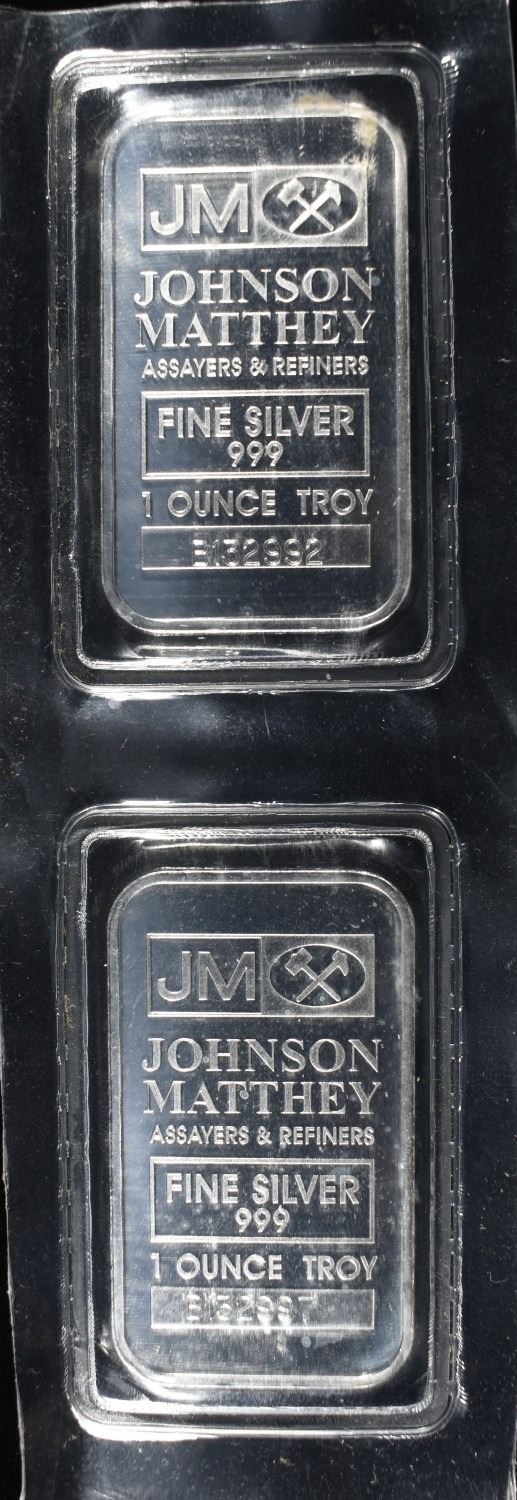 JM
JOHNSON
MATTHEY
ASSAYERS & REFINERS
FINE SILVER
999
1 OUNCE TROY
B132992
JM
JOHNSON
MATTHEY
ASSAYERS & REFINERS
FINE SILVER
999
1 OUNCE TROY
B132997